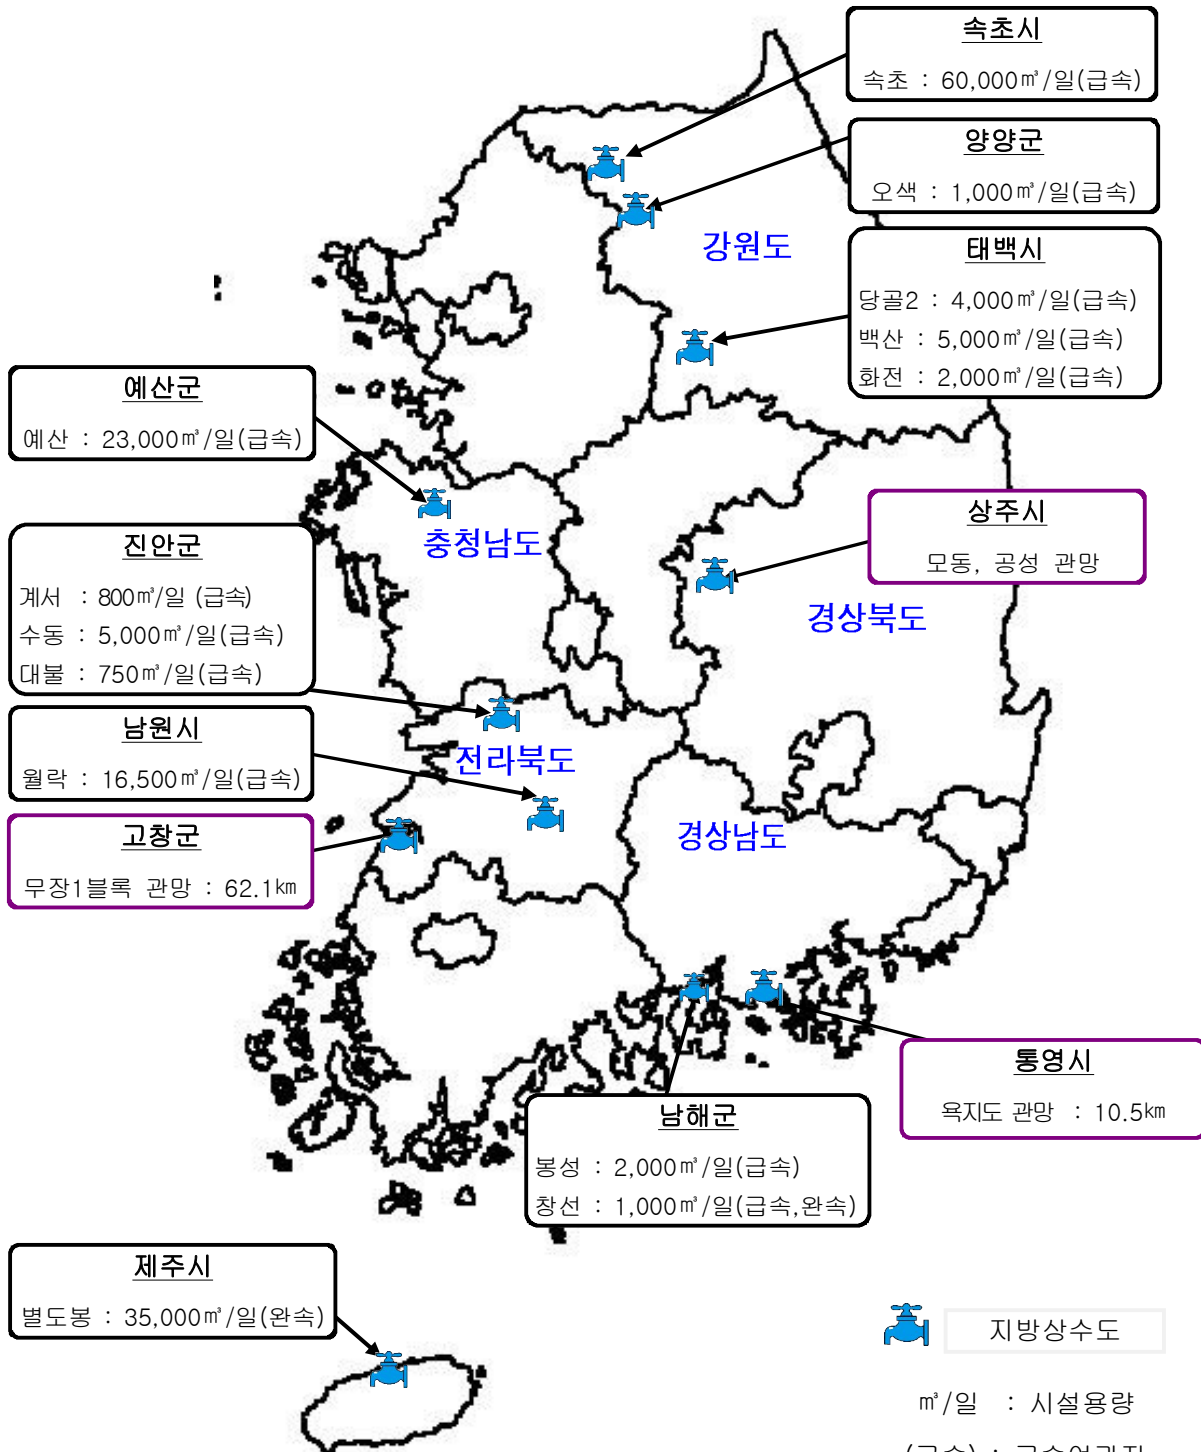 속초시
속초 : 60,000㎥/일(급속)
양양군
오색 : 1,000㎥/일(급속)
강원도
태백시
당골2 : 4,000㎥/일(급속)
백산 : 5,000㎥/일(급속)
화전 : 2,000㎥/일(급속)
예산군
예산 : 23,000㎥/일(급속)
충청남도
상주시
모동, 공성 관망
경상북도
진안군
계서 : 800㎥/일 (급속)
수동 : 5,000㎥/일(급속)
대불 : 750㎥/일(급속)
남원시
월락 : 16,500㎥/일(급속)
전라북도
고창군
무장1블록 관망 : 62.1㎞
경상남도
통영시
욕지도 관망 : 10.5㎞
남해군
봉성 : 2,000㎥/일(급속)
창선 : 1,000㎥/일(급속,완속)
제주시
별도봉 : 35,000㎥/일(완속)
지방상수도
㎥/일 : 시설용량